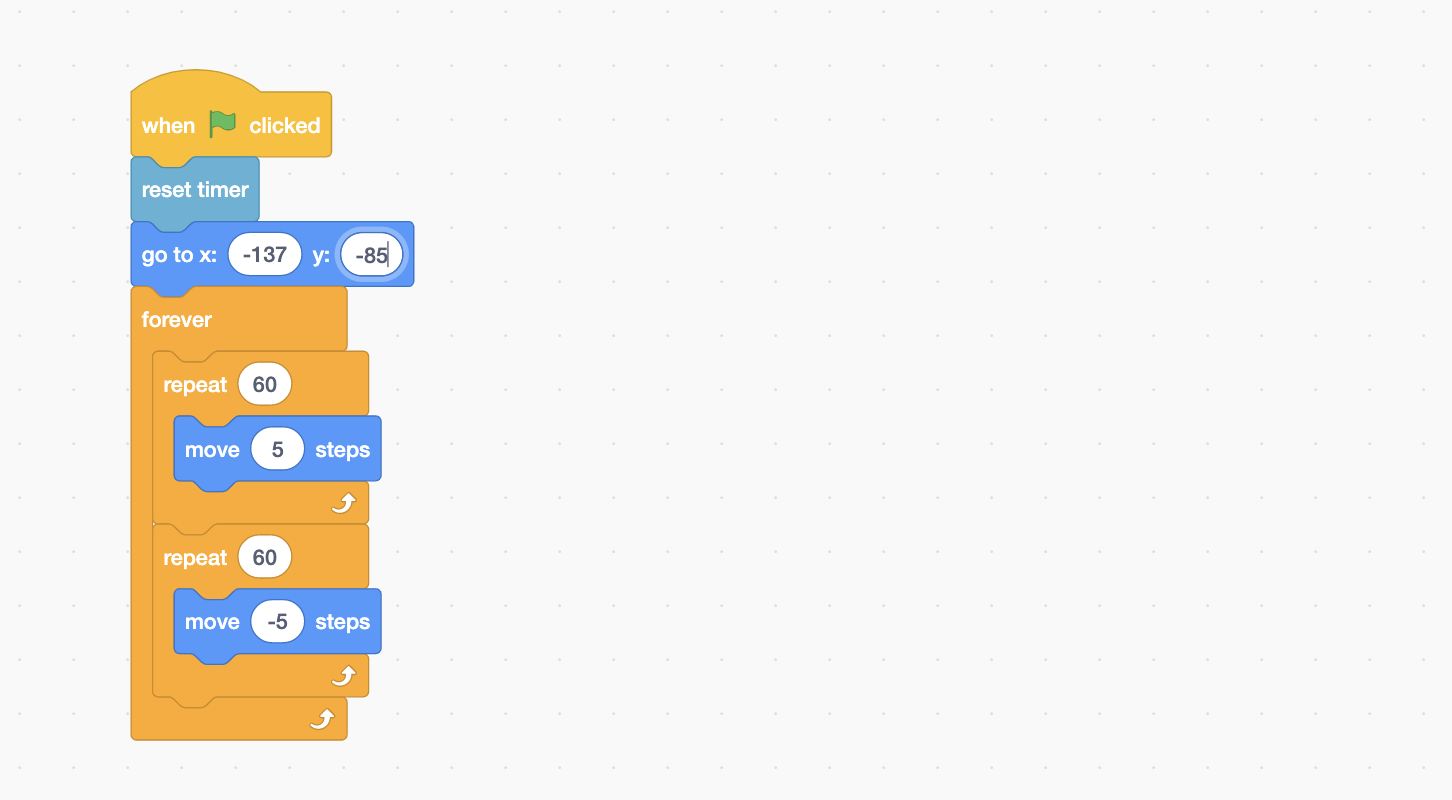 when clicked
reset timer
go to x: -137 y: -85
forever
repeat 60
move 5 steps
repeat 60
move -5 steps